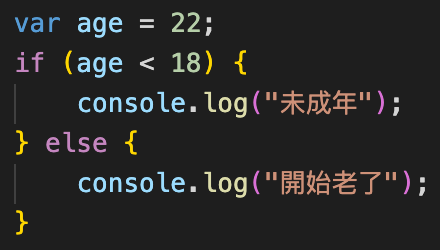 var age = 22;
if (age < 18) {
    console.log("未成年");
} else {
    console.log("開始老了");
}